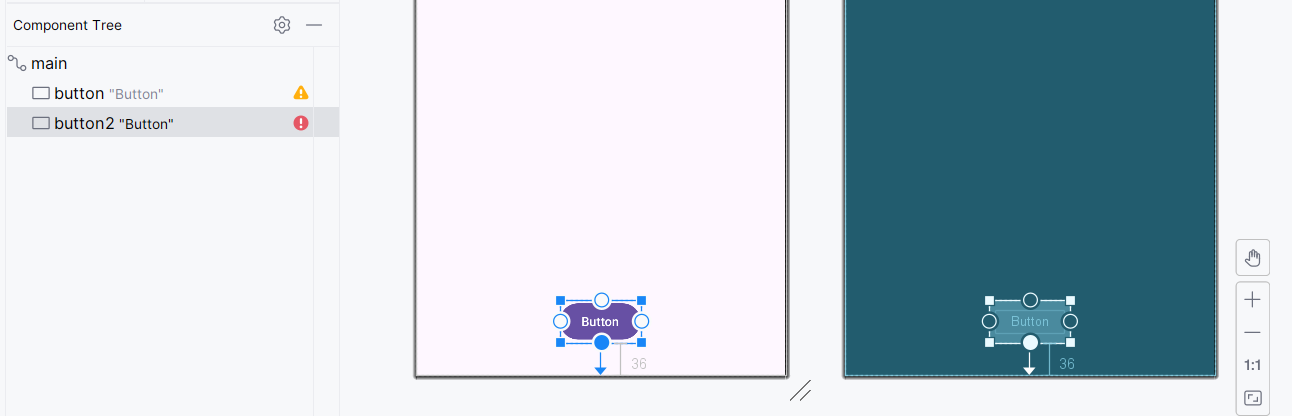 Component Tree
main
button "Button"
button2 "Button"
Button
36
Button
36
1:1